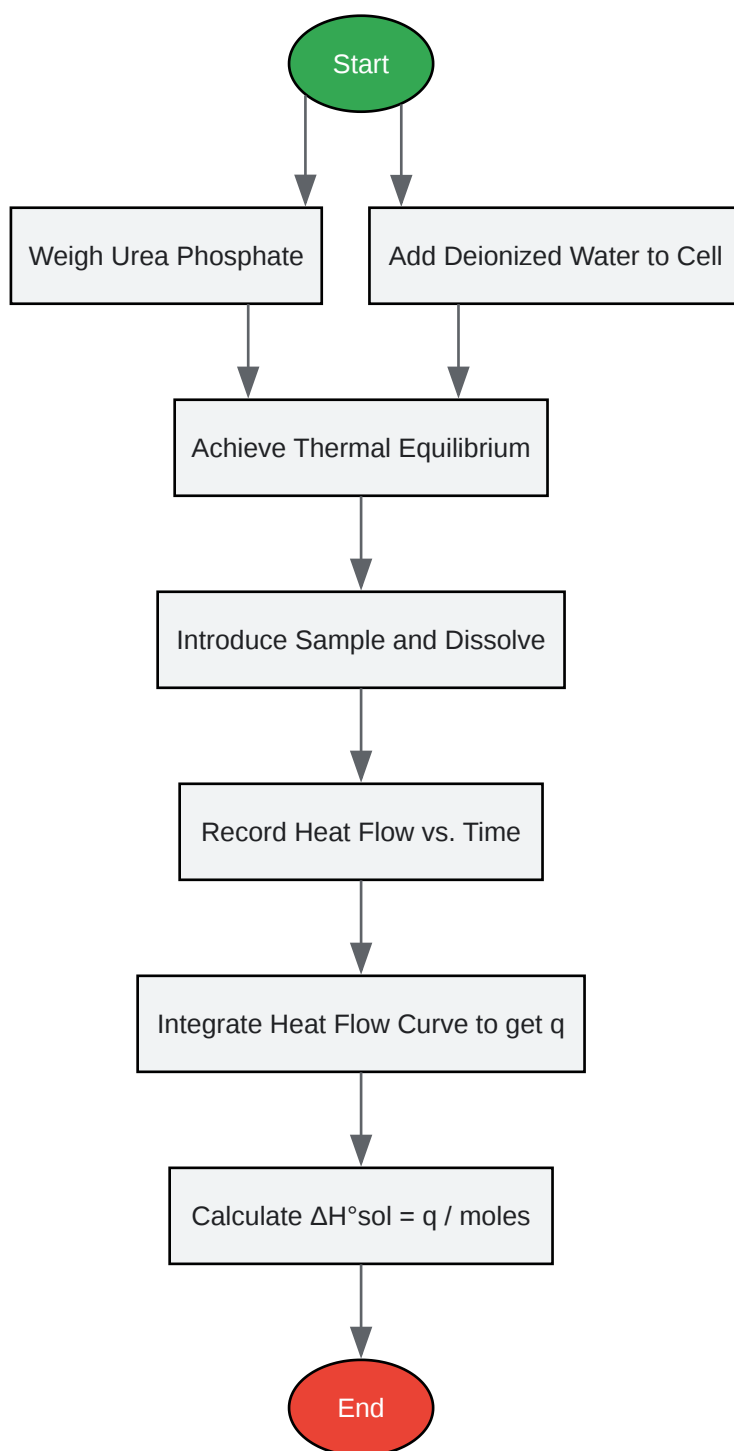 Start
Weigh Urea Phosphate
Add Deionized Water to Cell
Achieve Thermal Equilibrium
Introduce Sample and Dissolve
Record Heat Flow vs. Time
Integrate Heat Flow Curve to get q
Calculate ΔH°sol = q / moles
End